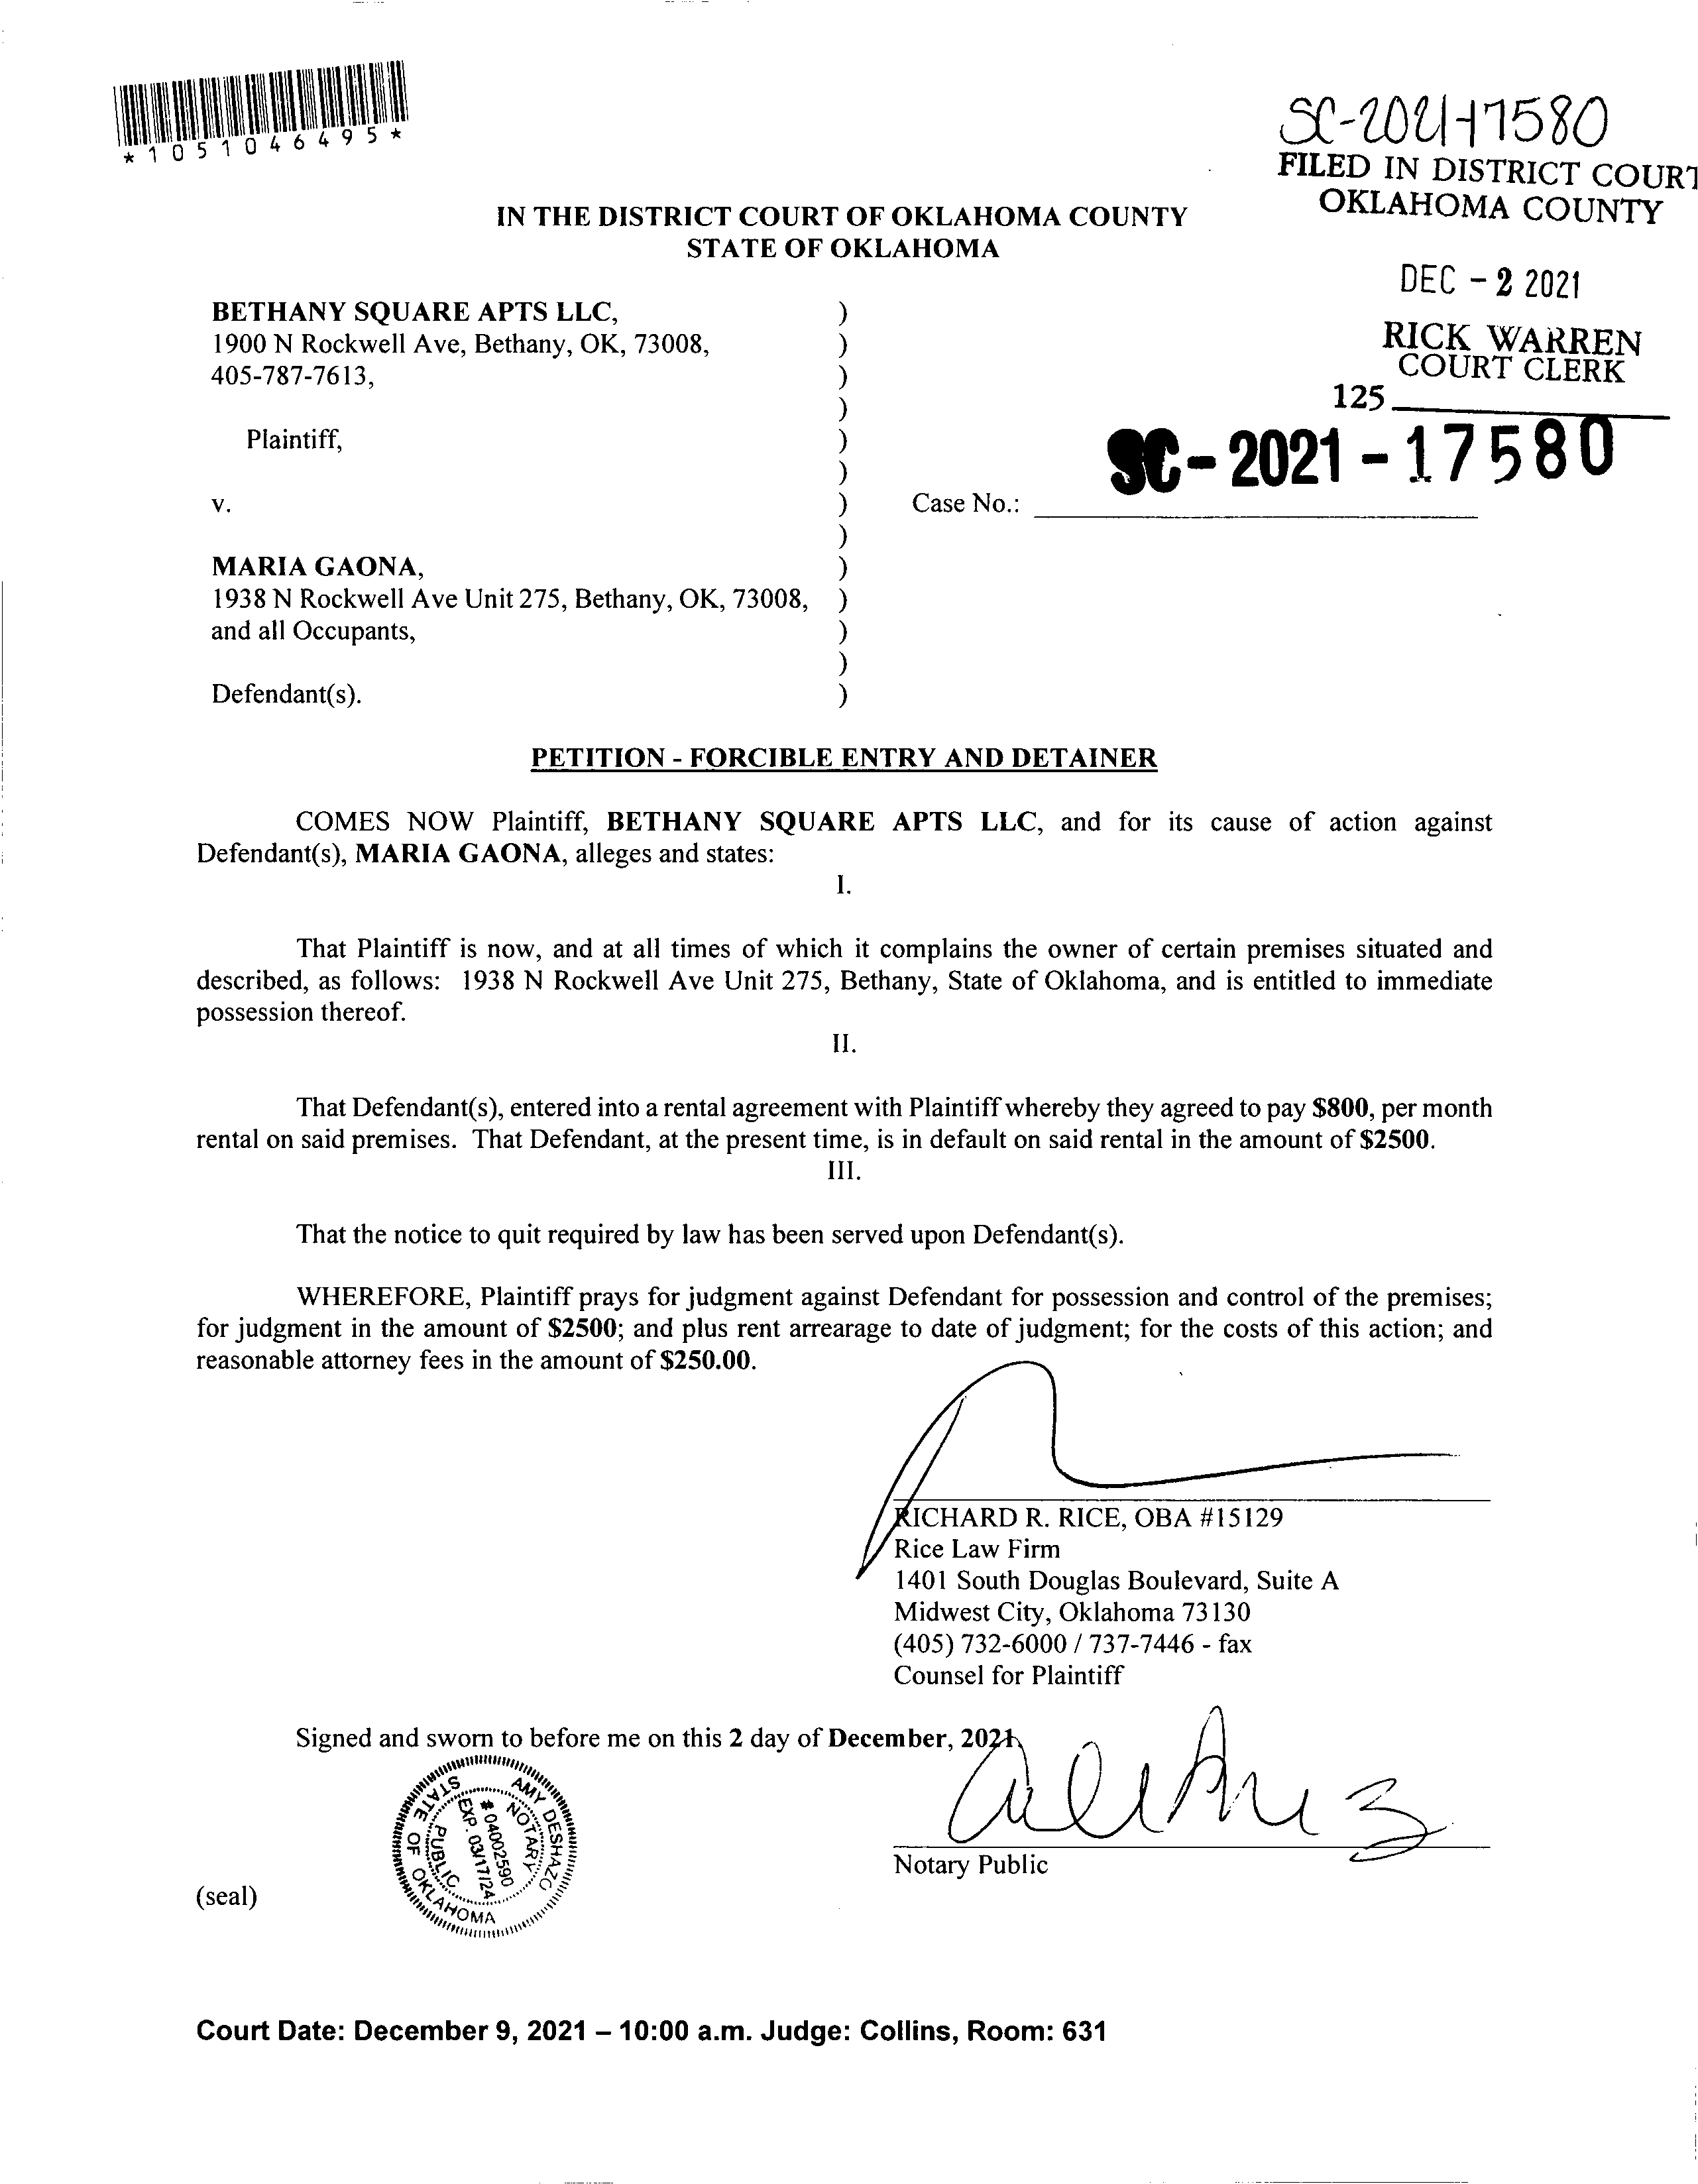 *1051046495*
SC-2021-17580
FILED IN DISTRICT COURT
OKLAHOMA COUNTY
IN THE DISTRICT COURT OF OKLAHOMA COUNTY
STATE OF OKLAHOMA
DEC - 2 2021
RICK WARREN
COURT CLERK
125
SC - 2021 - 17580
BETHANY SQUARE APTS LLC, )
1900 N Rockwell Ave, Bethany, OK, 73008, )
405-787-7613, )
)
Plaintiff, )
)
v. ) Case No.:
)
MARIA GAONA, )
1938 N Rockwell Ave Unit 275, Bethany, OK, 73008, )
and all Occupants, )
)
Defendant(s). )
PETITION - FORCIBLE ENTRY AND DETAINER
COMES NOW Plaintiff, BETHANY SQUARE APTS LLC, and for its cause of action against
Defendant(s), MARIA GAONA, alleges and states:
I.
That Plaintiff is now, and at all times of which it complains the owner of certain premises situated and
described, as follows: 1938 N Rockwell Ave Unit 275, Bethany, State of Oklahoma, and is entitled to immediate
possession thereof.
II.
That Defendant(s), entered into a rental agreement with Plaintiff whereby they agreed to pay $800, per month
rental on said premises. That Defendant, at the present time, is in default on said rental in the amount of $2500.
III.
That the notice to quit required by law has been served upon Defendant(s).
WHEREFORE, Plaintiff prays for judgment against Defendant for possession and control of the premises;
for judgment in the amount of $2500; and plus rent arrearage to date of judgment; for the costs of this action; and
reasonable attorney fees in the amount of $250.00.
RICHARD R. RICE, OBA #15129
Rice Law Firm
1401 South Douglas Boulevard, Suite A
Midwest City, Oklahoma 73130
(405) 732-6000 / 737-7446 - fax
Counsel for Plaintiff
Signed and sworn to before me on this 2 day of December, 2021.
AMY DESHAZO
NOTARY
# 04002590
EXP. 03/17/24
PUBLIC
STATE OF OKLAHOMA
Notary Public
(seal)
Court Date: December 9, 2021 – 10:00 a.m. Judge: Collins, Room: 631